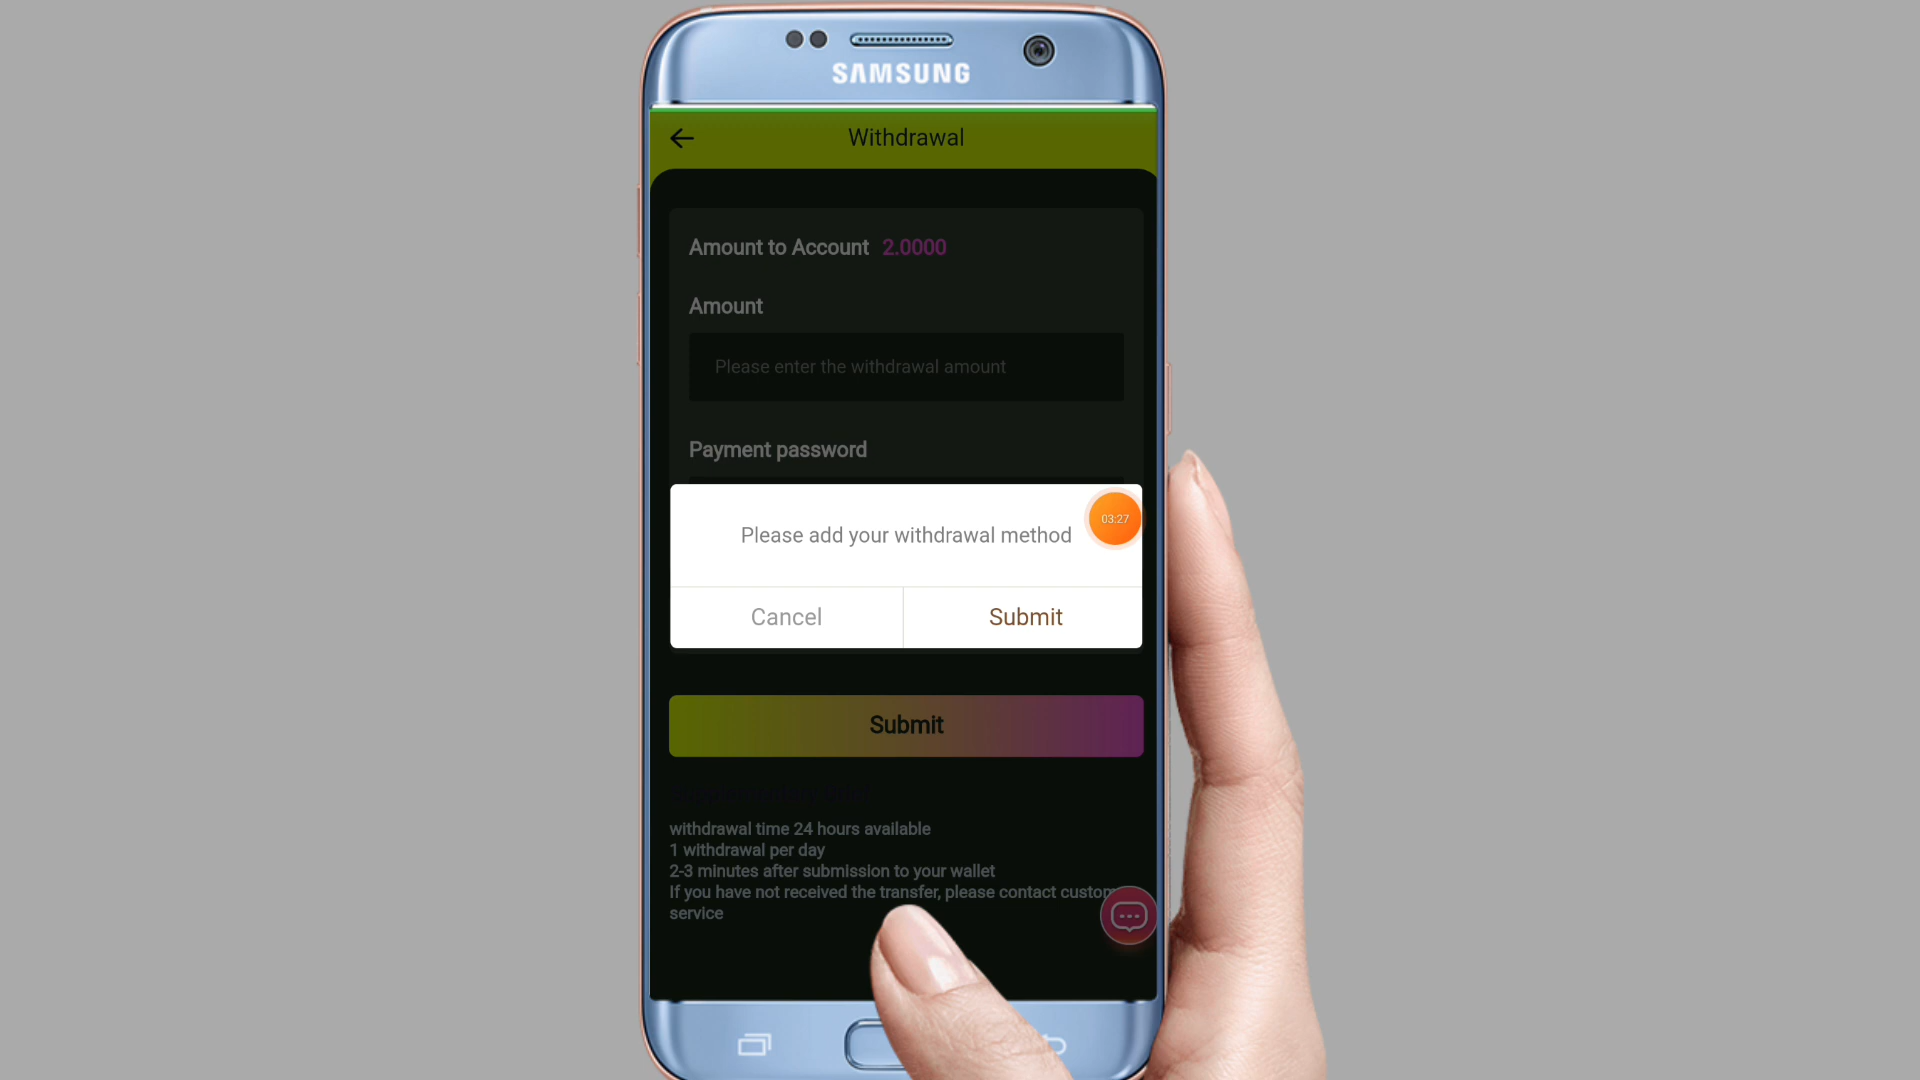 SAMSUNG
Withdrawal
Amount to Account 2.0000
Amount
Please enter the withdrawal amount
Payment password
03:27
Please add your withdrawal method
Cancel Submit
Submit
withdrawal time 24 hours available
1 withdrawal per day
2-3 minutes after submission to your wallet
If you have not received the transfer, please contact custom
service